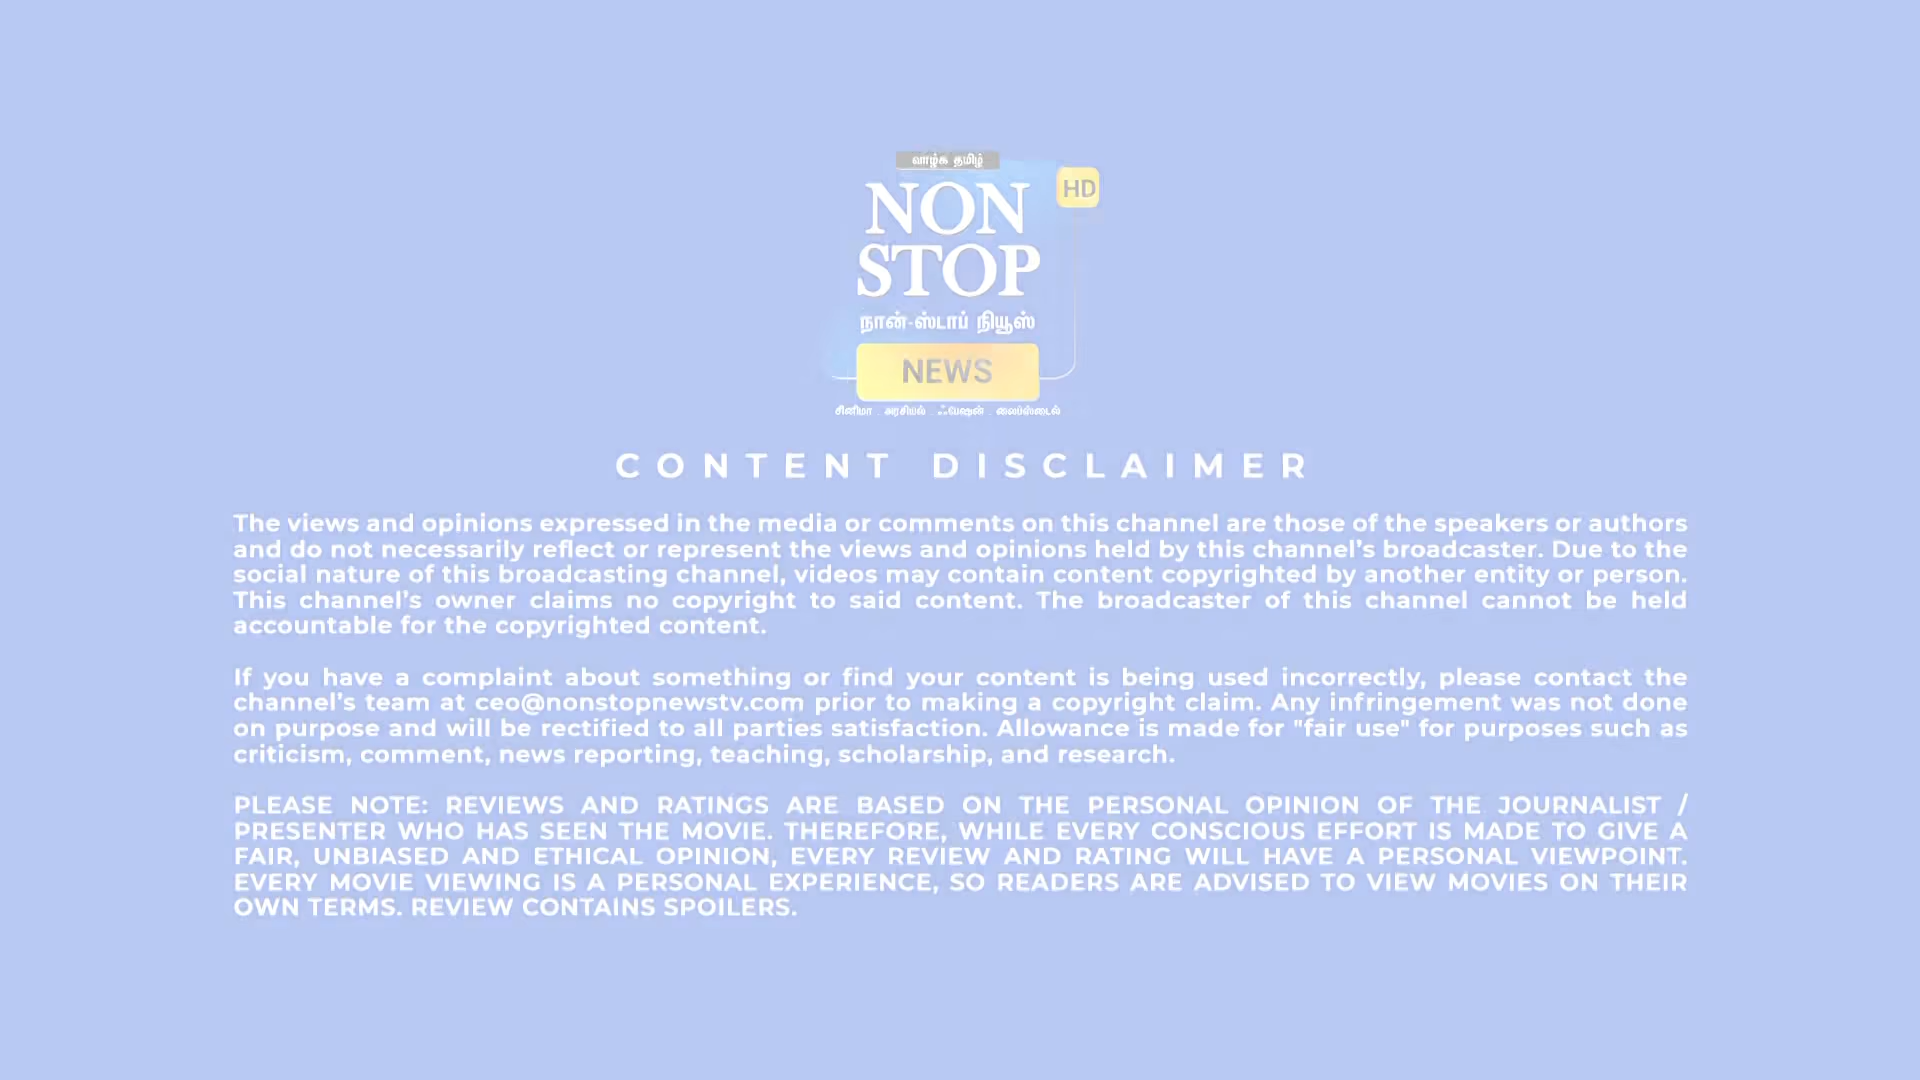 வாழ்க தமிழ்
HD
NON
STOP
நான்-ஸ்டாப் நியூஸ்
NEWS
சினிமா . அரசியல் . ஃபேஷன் . லைப்ஸ்டைல்
CONTENT DISCLAIMER
The views and opinions expressed in the media or comments on this channel are those of the speakers or authors
and do not necessarily reflect or represent the views and opinions held by this channel’s broadcaster. Due to the
social nature of this broadcasting channel, videos may contain content copyrighted by another entity or person.
This channel’s owner claims no copyright to said content. The broadcaster of this channel cannot be held
accountable for the copyrighted content.
If you have a complaint about something or find your content is being used incorrectly, please contact the
channel’s team at ceo@nonstopnewstv.com prior to making a copyright claim. Any infringement was not done
on purpose and will be rectified to all parties satisfaction. Allowance is made for "fair use" for purposes such as
criticism, comment, news reporting, teaching, scholarship, and research.
PLEASE NOTE: REVIEWS AND RATINGS ARE BASED ON THE PERSONAL OPINION OF THE JOURNALIST /
PRESENTER WHO HAS SEEN THE MOVIE. THEREFORE, WHILE EVERY CONSCIOUS EFFORT IS MADE TO GIVE A
FAIR, UNBIASED AND ETHICAL OPINION, EVERY REVIEW AND RATING WILL HAVE A PERSONAL VIEWPOINT.
EVERY MOVIE VIEWING IS A PERSONAL EXPERIENCE, SO READERS ARE ADVISED TO VIEW MOVIES ON THEIR
OWN TERMS. REVIEW CONTAINS SPOILERS.